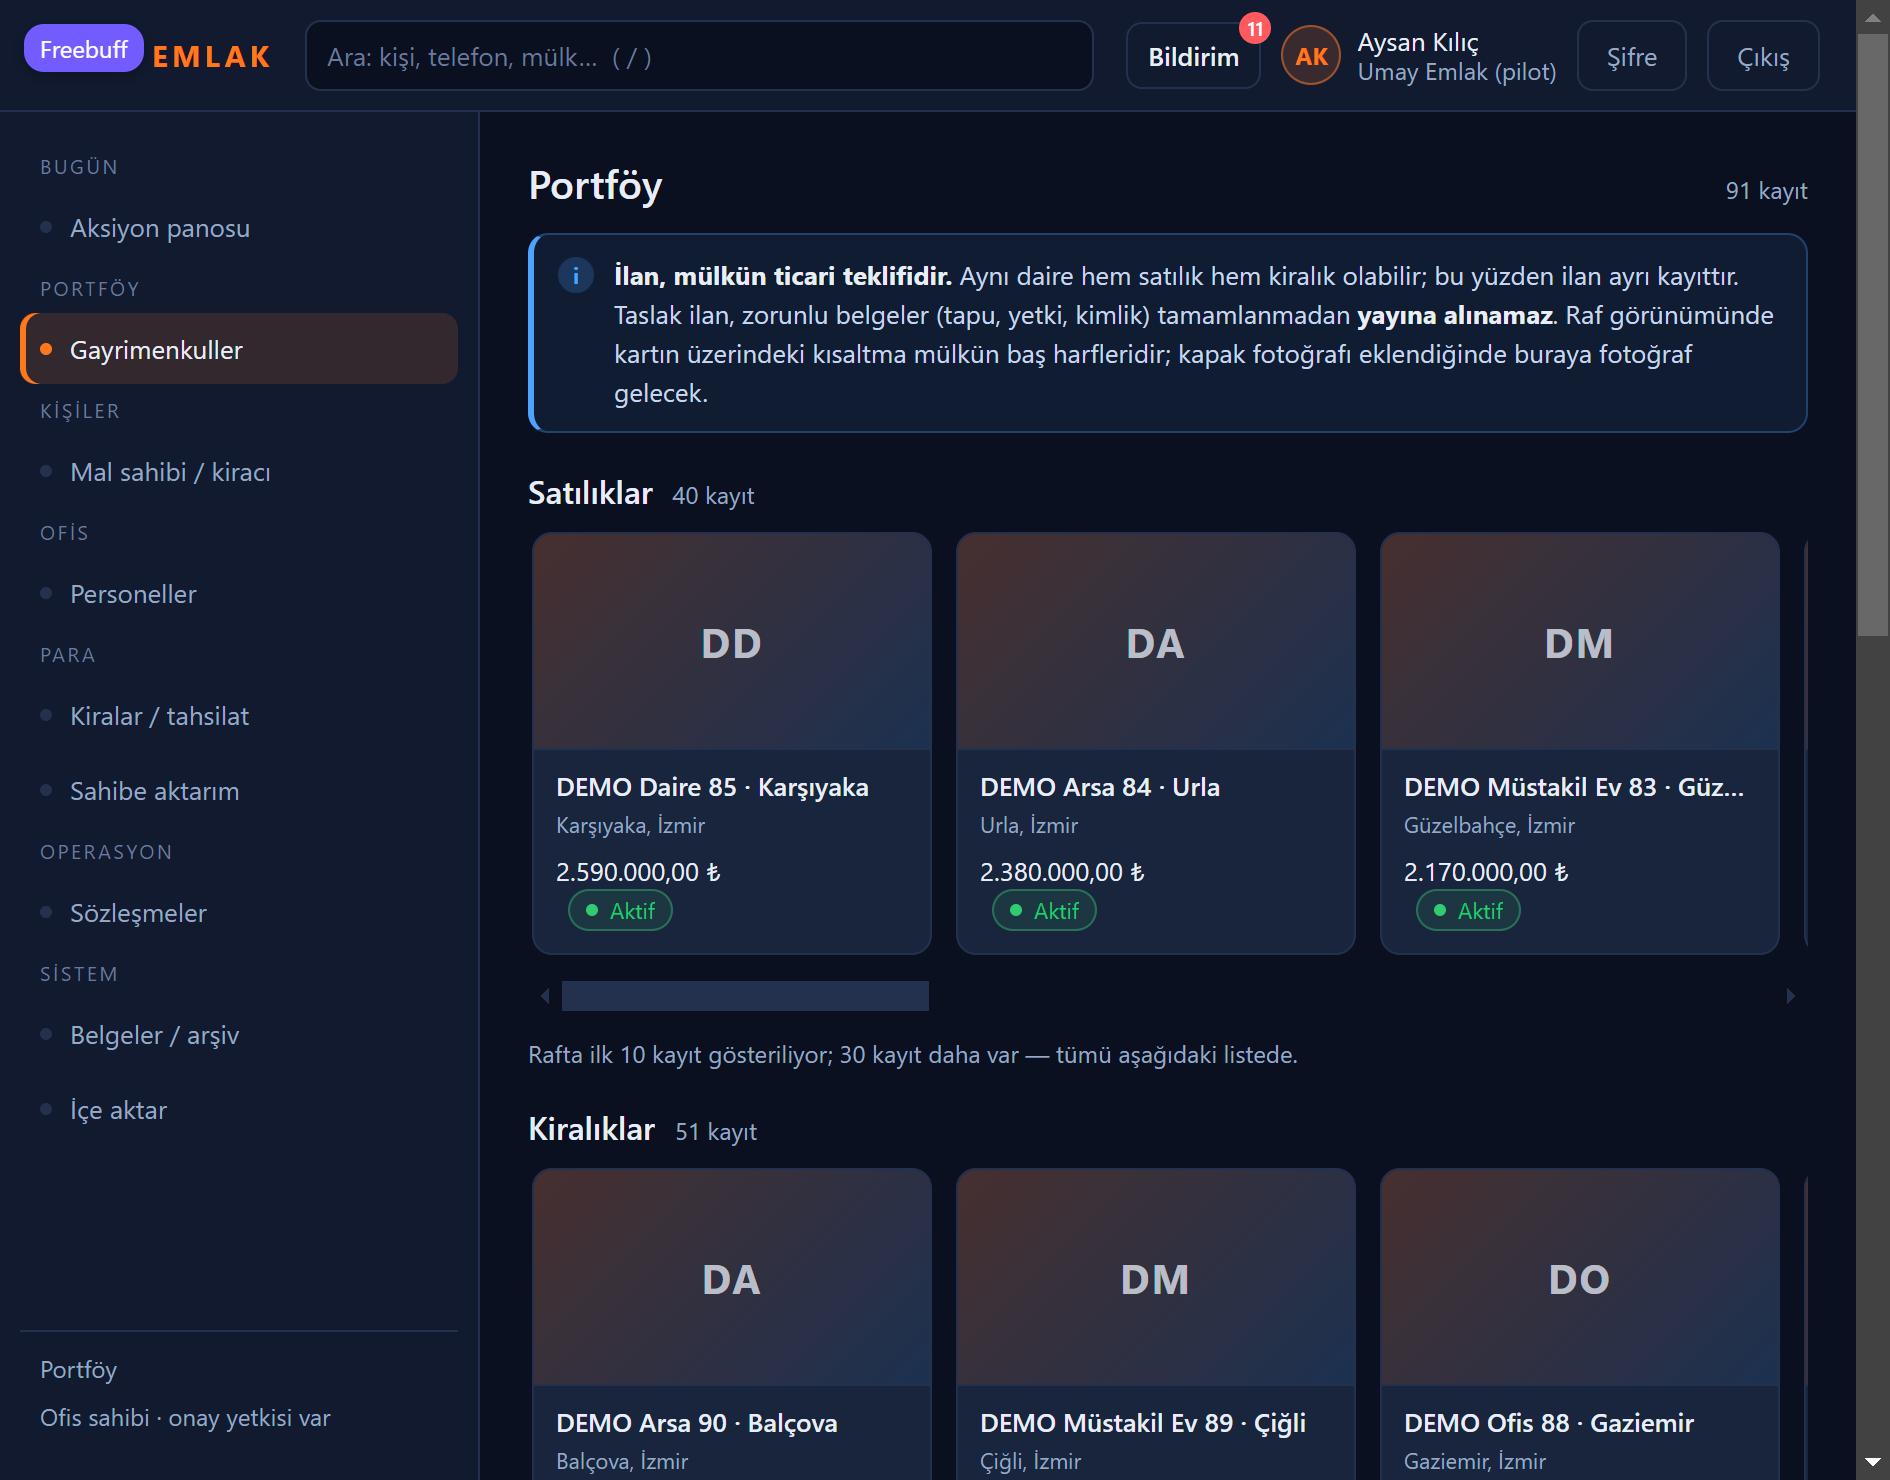 Freebuff
EMLAK
Ara: kişi, telefon, mülk... ( / )
Bildirim
11
AK
Aysan Kılıç
Umay Emlak (pilot)
Şifre
Çıkış
BUGÜN
Aksiyon panosu
PORTFÖY
Gayrimenkuller
KİŞİLER
Mal sahibi / kiracı
OFİS
Personeller
PARA
Kiralar / tahsilat
Sahibe aktarım
OPERASYON
Sözleşmeler
SİSTEM
Belgeler / arşiv
İçe aktar
Portföy
Ofis sahibi · onay yetkisi var
Portföy
91 kayıt
i
İlan, mülkün ticari teklifidir. Aynı daire hem satılık hem kiralık olabilir; bu yüzden ilan ayrı kayıttır.
Taslak ilan, zorunlu belgeler (tapu, yetki, kimlik) tamamlanmadan yayına alınamaz. Raf görünümünde
kartın üzerindeki kısaltma mülkün baş harfleridir; kapak fotoğrafı eklendiğinde buraya fotoğraf
gelecek.
Satılıklar 40 kayıt
DD
DEMO Daire 85 · Karşıyaka
Karşıyaka, İzmir
2.590.000,00 ₺
Aktif
DA
DEMO Arsa 84 · Urla
Urla, İzmir
2.380.000,00 ₺
Aktif
DM
DEMO Müstakil Ev 83 · Güz...
Güzelbahçe, İzmir
2.170.000,00 ₺
Aktif
Rafta ilk 10 kayıt gösteriliyor; 30 kayıt daha var — tümü aşağıdaki listede.
Kiralıklar 51 kayıt
DA
DEMO Arsa 90 · Balçova
Balçova, İzmir
DM
DEMO Müstakil Ev 89 · Çiğli
Çiğli, İzmir
DO
DEMO Ofis 88 · Gaziemir
Gaziemir, İzmir